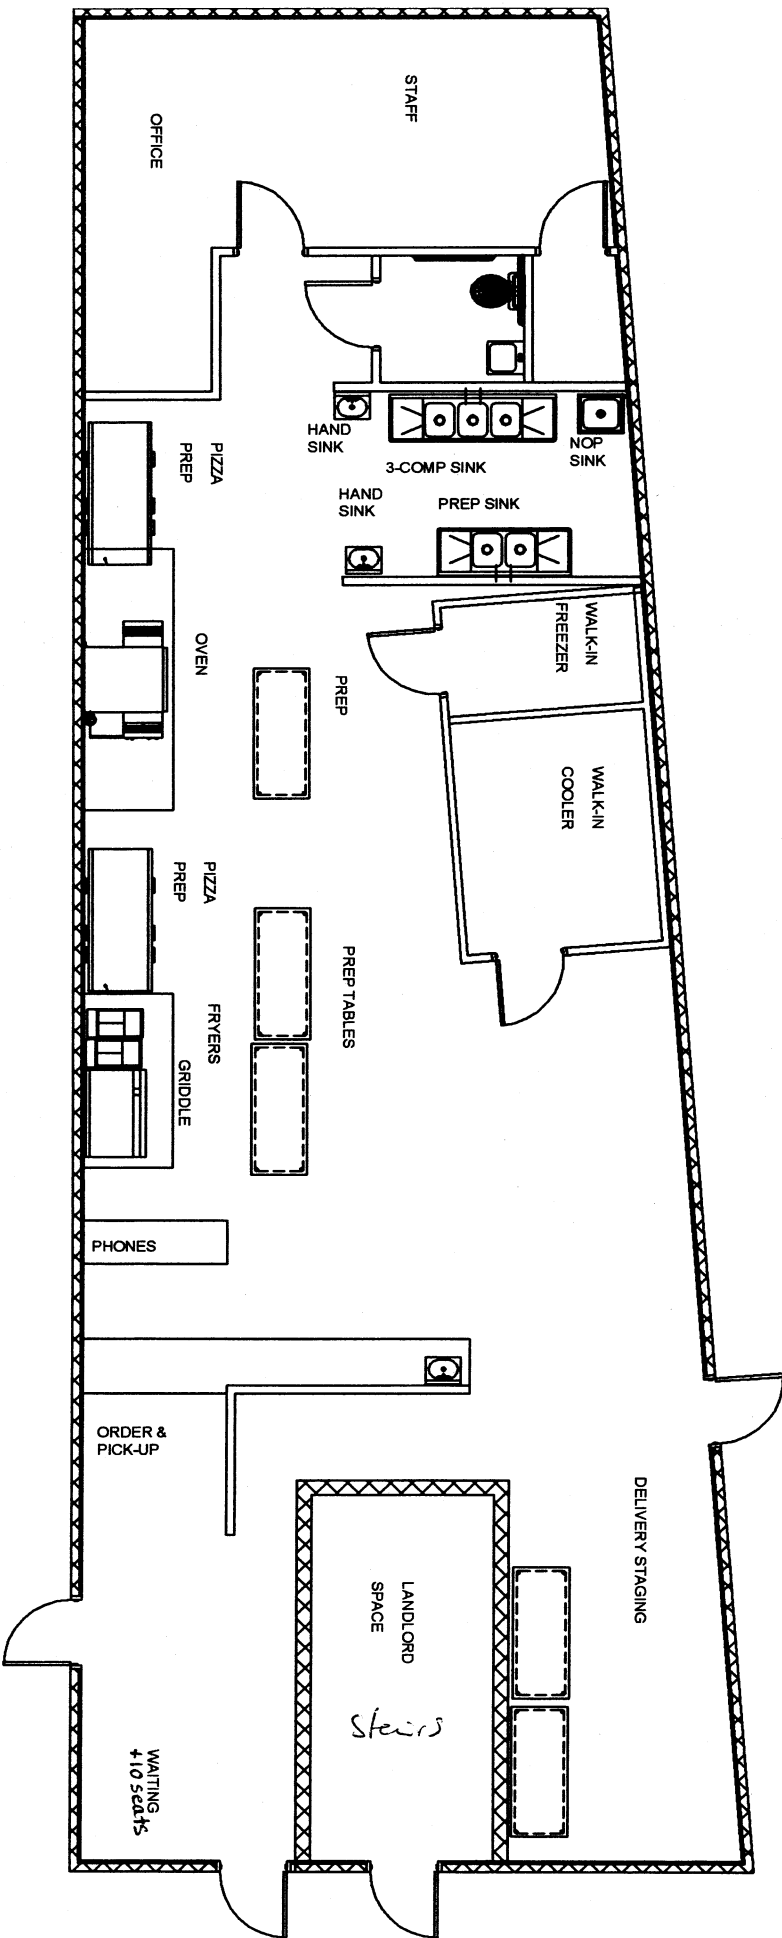 STAFF
OFFICE
HAND
SINK
3-COMP SINK
NOP
SINK
PIZZA
PREP
HAND
SINK
PREP SINK
WALK-IN
FREEZER
OVEN
PREP
WALK-IN
COOLER
PIZZA
PREP
PREP TABLES
FRYERS
GRIDDLE
PHONES
ORDER &
PICK-UP
DELIVERY STAGING
LANDLORD
SPACE
Stairs
WAITING
+10 seats